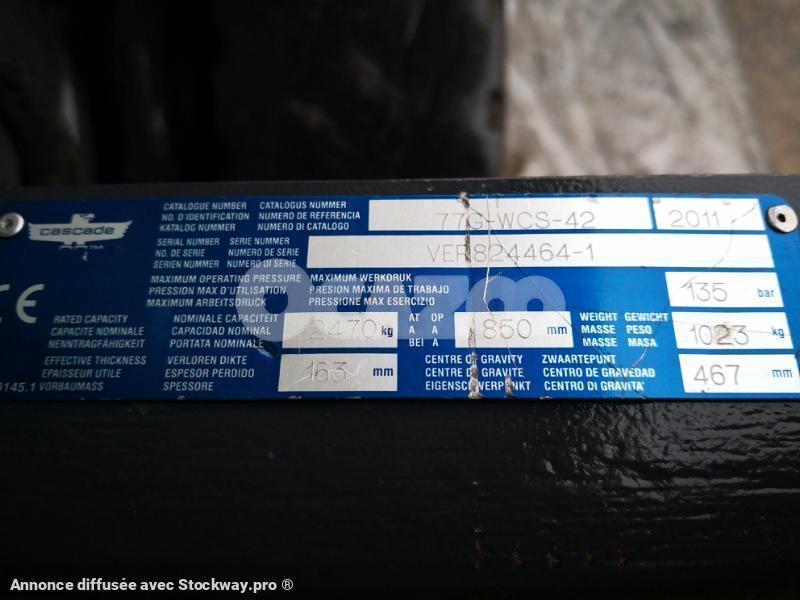 cascade
CATALOGUE NUMBER CATALOGUS NUMMER
NO. D'IDENTIFICATION NUMERO DE REFERENCIA
KATALOG NUMMER NUMERO DI CATALOGO
77G-WCS-42 2011
SERIAL NUMBER SERIE NUMMER
NO. DE SERIE NUMERO DE SERIE
SERIEN NUMMER NUMERO DI SERIE
VER824464-1
MAXIMUM OPERATING PRESSURE MAXIMUM WERKDRUK
PRESSION MAX D'UTILISATION PRESION MAXIMA DE TRABAJO
MAXIMUM ARBEITSDRUCK PRESSIONE MAX ESERCIZIO
135 bar
CE
RATED CAPACITY NOMINALE CAPACITEIT
CAPACITE NOMINALE CAPACIDAD NOMINAL
NENNTRAGFÄHIGKEIT PORTATA NOMINALE
2470 kg
AT OP
A A
BEI A
850 mm
WEIGHT GEWICHT
MASSE PESO
MASSE MASA
1023 kg
EFFECTIVE THICKNESS VERLOREN DIKTE
EPAISSEUR UTILE ESPESOR PERDIDO
9145.1 VORBAUMASS SPESSORE
163 mm
CENTRE OF GRAVITY ZWAARTEPUNT
CENTRE DE GRAVITE CENTRO DE GRAVEDAD
EIGENSCHWERPUNKT CENTRO DI GRAVITA'
467 mm
Annonce diffusée avec Stockway.pro ®